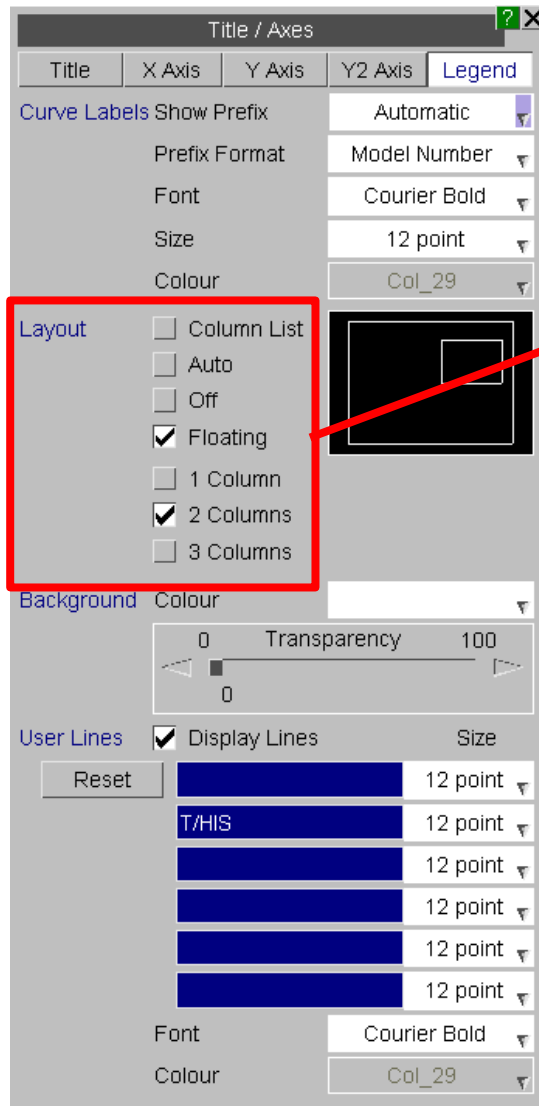 Title / Axes ? X
Title X Axis Y Axis Y2 Axis Legend
Curve Labels Show Prefix Automatic
Prefix Format Model Number
Font Courier Bold
Size 12 point
Colour Col_29
Layout Column List
Auto
Off
Floating
1 Column
2 Columns
3 Columns
Background Colour
0 Transparency 100
0
User Lines Display Lines Size
Reset 12 point
T/HIS 12 point
12 point
12 point
12 point
12 point
Font Courier Bold
Colour Col_29